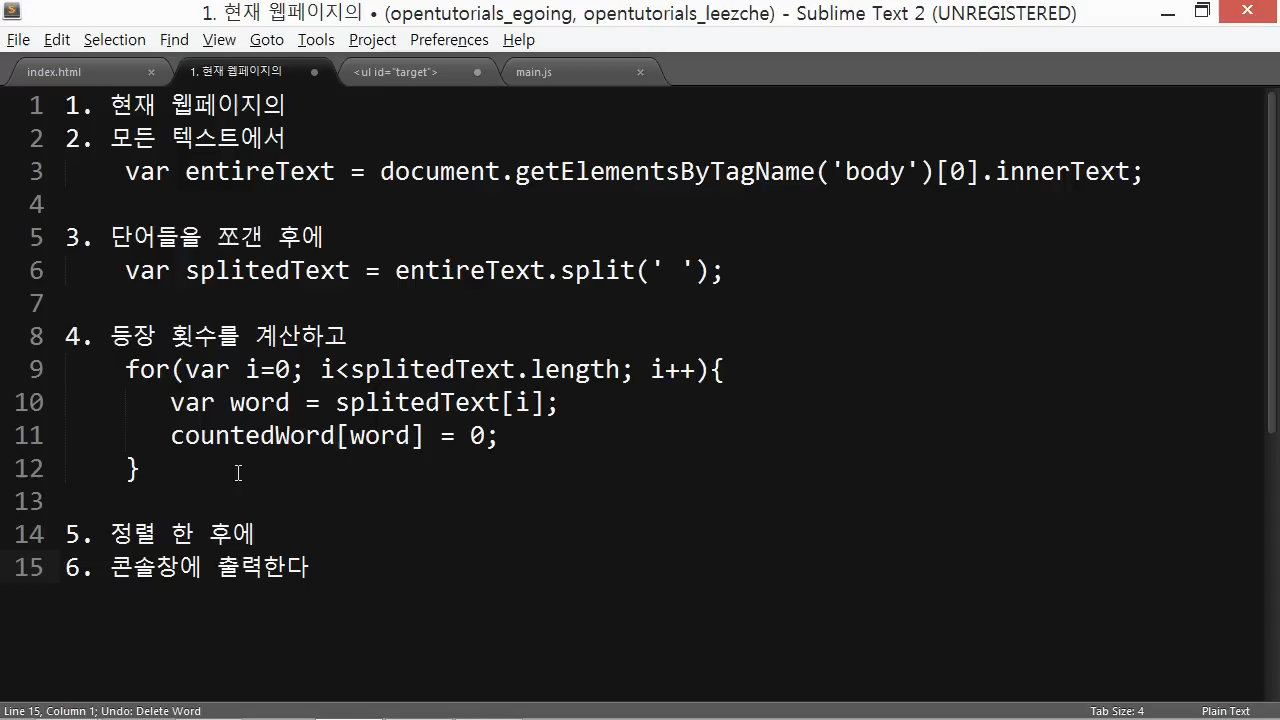 1. 현재 웹페이지의 • (opentutorials_egoing, opentutorials_leezche) - Sublime Text 2 (UNREGISTERED)
File Edit Selection Find View Goto Tools Project Preferences Help
index.html × 1. 현재 웹페이지의 • <ul id="target"> • main.js ×
1 1. 현재 웹페이지의
2 2. 모든 텍스트에서
3 var entireText = document.getElementsByTagName('body')[0].innerText;
4
5 3. 단어들을 쪼갠 후에
6 var splitedText = entireText.split(' ');
7
8 4. 등장 횟수를 계산하고
9 for(var i=0; i<splitedText.length; i++){
10 var word = splitedText[i];
11 countedWord[word] = 0;
12 }
13
14 5. 정렬 한 후에
15 6. 콘솔창에 출력한다
Line 15, Column 1; Undo: Delete Word Tab Size: 4 Plain Text